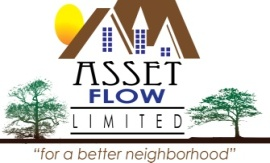 ASSET
FLOW
LIMITED
"for a better neighborhood"